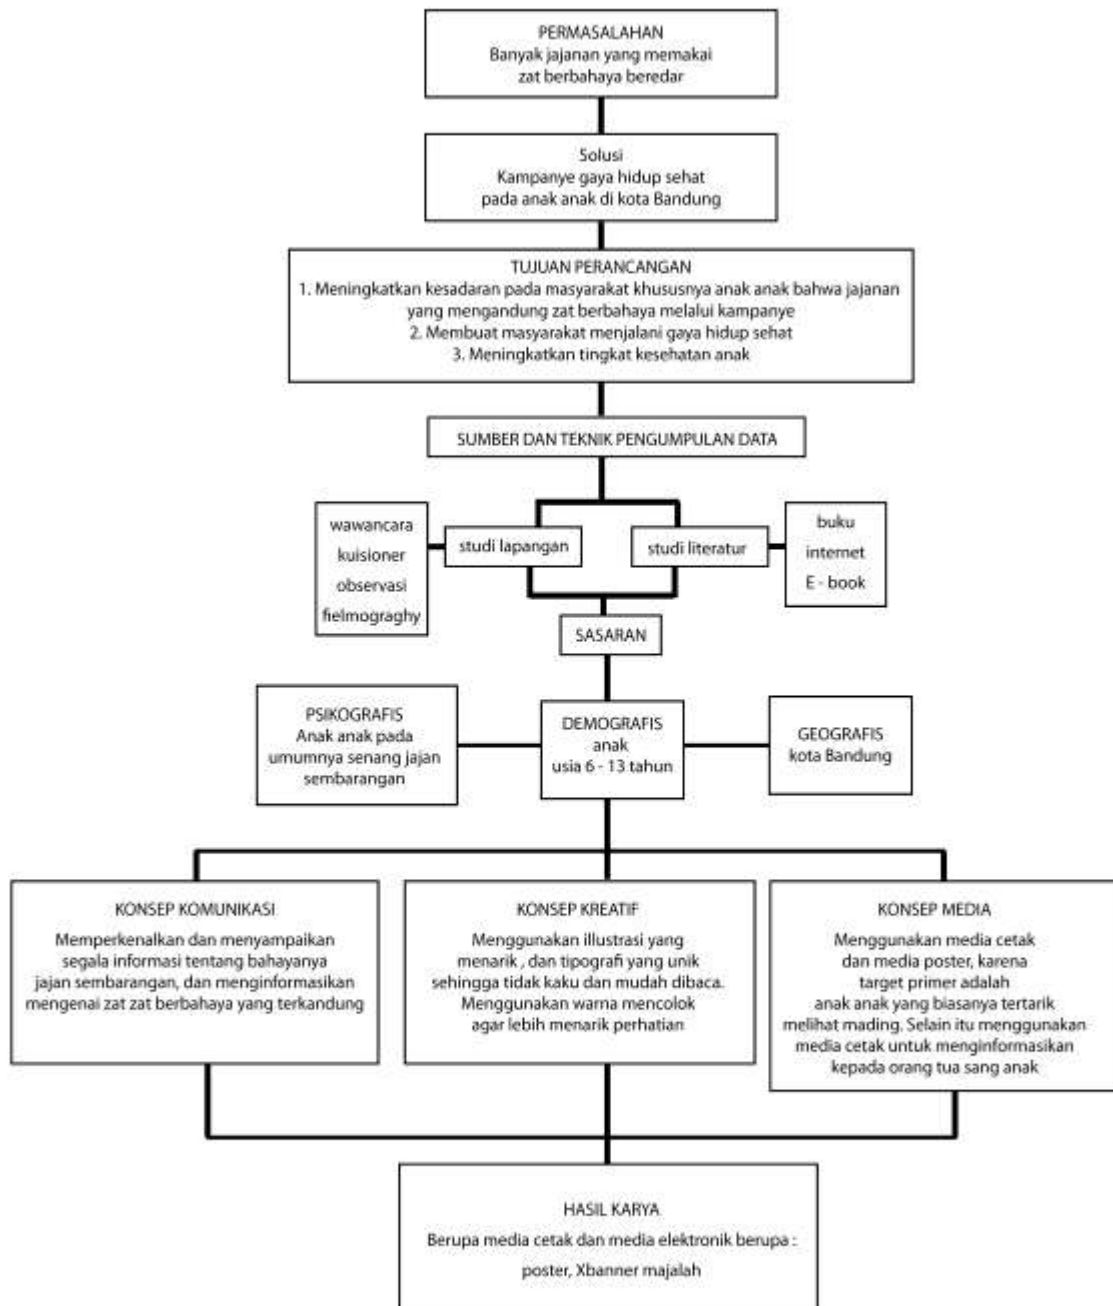 PERMASALAHAN
Banyak jajanan yang memakai
zat berbahaya beredar
Solusi
Kampanye gaya hidup sehat
pada anak anak di kota Bandung
TUJUAN PERANCANGAN
1. Meningkatkan kesadaran pada masyarakat khususnya anak anak bahwa jajanan
yang mengandung zat berbahaya melalui kampanye
2. Membuat masyarakat menjalani gaya hidup sehat
3. Meningkatkan tingkat kesehatan anak
SUMBER DAN TEKNIK PENGUMPULAN DATA
wawancara
kuisioner
observasi
fielmograghy
studi lapangan
studi literatur
buku
internet
E - book
SASARAN
PSIKOGRAFIS
Anak anak pada
umumnya senang jajan
sembarangan
DEMOGRAFIS
anak
usia 6 - 13 tahun
GEOGRAFIS
kota Bandung
KONSEP KOMUNIKASI
Memperkenalkan dan menyampaikan
segala informasi tentang bahayanya
jajan sembarangan, dan menginformasikan
mengenai zat zat berbahaya yang terkandung
KONSEP KREATIF
Menggunakan illustrasi yang
menarik , dan tipografi yang unik
sehingga tidak kaku dan mudah dibaca.
Menggunakan warna mencolok
agar lebih menarik perhatian
KONSEP MEDIA
Menggunakan media cetak
dan media poster, karena
target primer adalah
anak anak yang biasanya tertarik
melihat mading. Selain itu menggunakan
media cetak untuk menginformasikan
kepada orang tua sang anak
HASIL KARYA
Berupa media cetak dan media elektronik berupa :
poster, Xbanner majalah